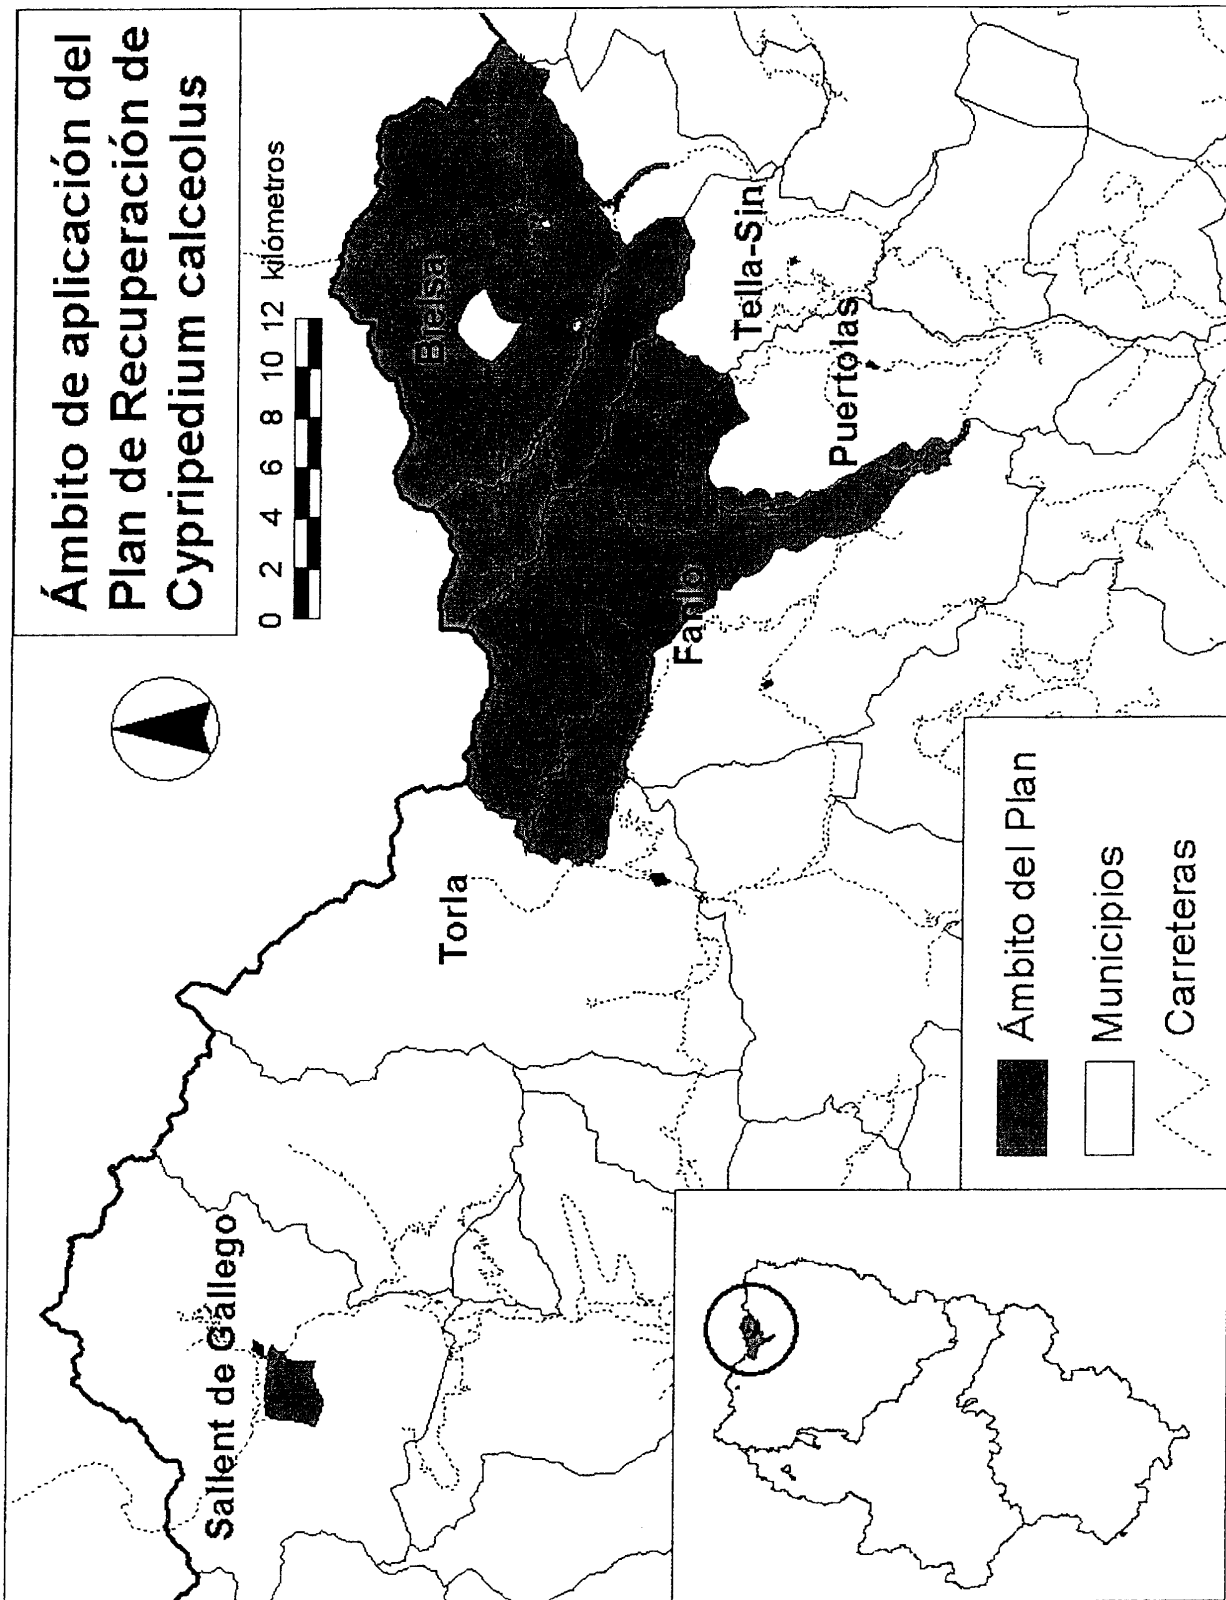 Ámbito de aplicación del
Plan de Recuperación de
Cypripedium calceolus
0 2 4 6 8 10 12 kilómetros
Sallent de Gállego
Torla
Bielsa
Fanlo
Tella-Sin
Puertolas
Ámbito del Plan
Municipios
Carreteras